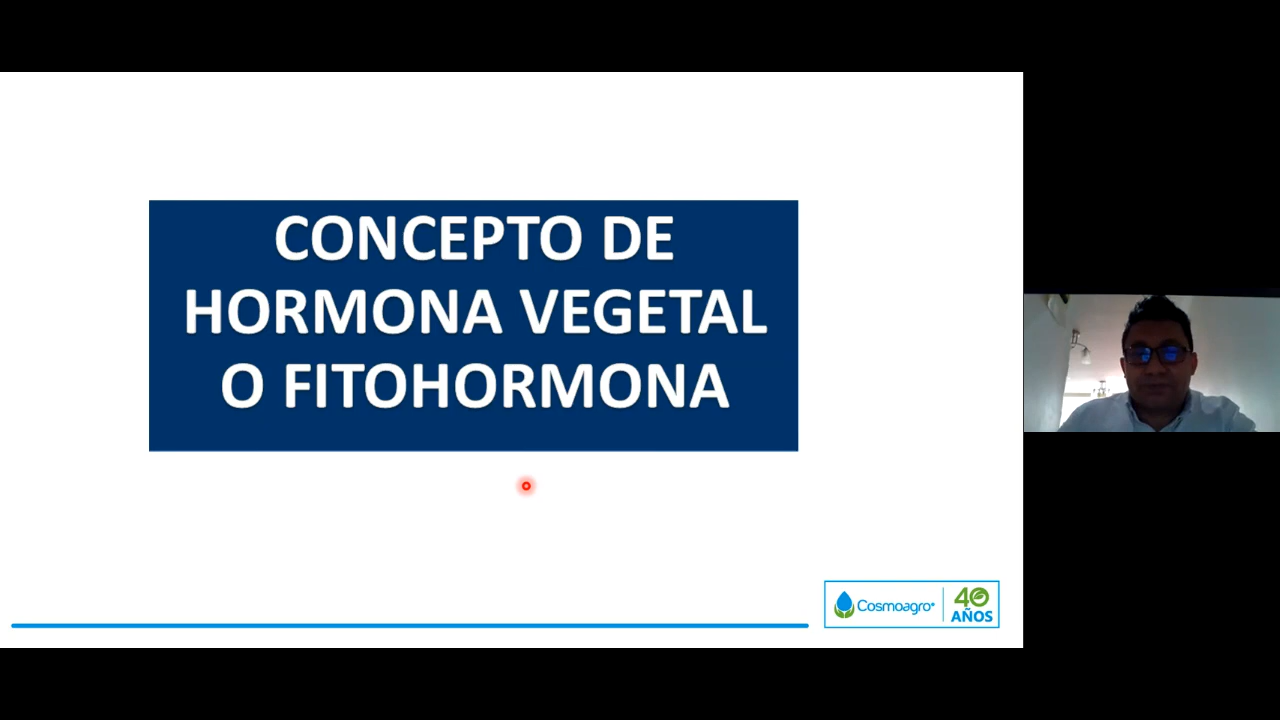 CONCEPTO DE
HORMONA VEGETAL
O FITOHORMONA
Cosmoagro
40
AÑOS